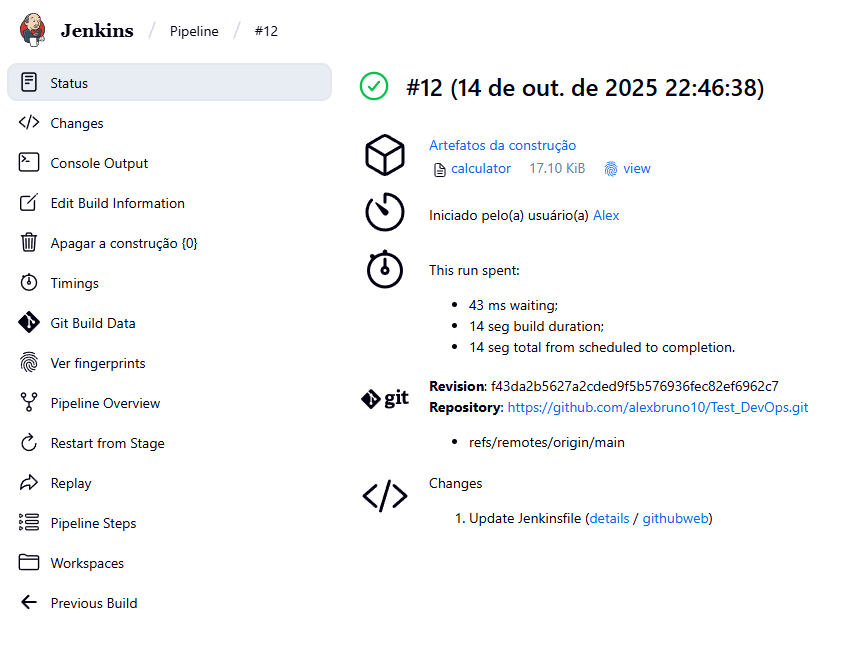 Jenkins / Pipeline / #12
Status
Changes
Console Output
Edit Build Information
Apagar a construção {0}
Timings
Git Build Data
Ver fingerprints
Pipeline Overview
Restart from Stage
Replay
Pipeline Steps
Workspaces
Previous Build
#12 (14 de out. de 2025 22:46:38)
Artefatos da construção
calculator 17.10 KiB view
Iniciado pelo(a) usuário(a) Alex
This run spent:
• 43 ms waiting;
• 14 seg build duration;
• 14 seg total from scheduled to completion.
git
Revision: f43da2b5627a2cded9f5b576936fec82ef6962c7
Repository: https://github.com/alexbruno10/Test_DevOps.git
• refs/remotes/origin/main
Changes
1. Update Jenkinsfile (details / githubweb)